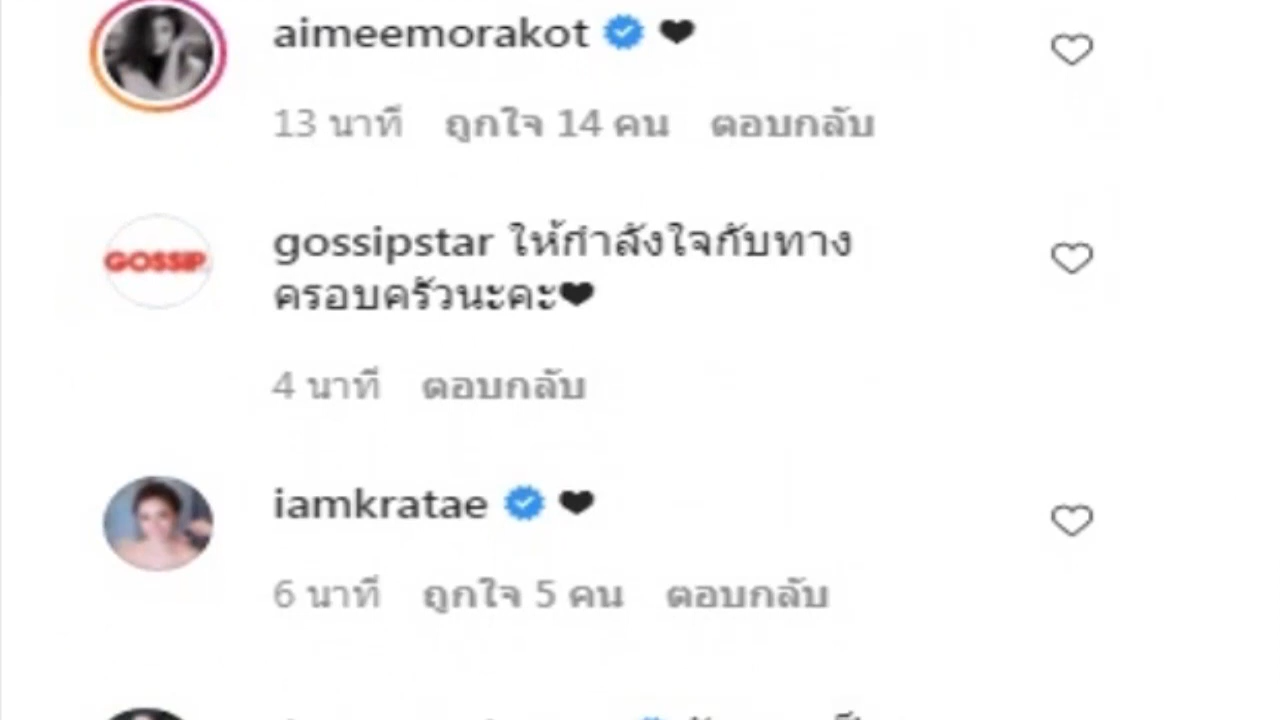 aimeemorakot
13 นาที ถูกใจ 14 คน ตอบกลับ
GOSSIP
gossipstar ให้กำลังใจกับทาง
ครอบครัวนะคะ🖤
4 นาที ตอบกลับ
iamkratae
6 นาที ถูกใจ 5 คน ตอบกลับ